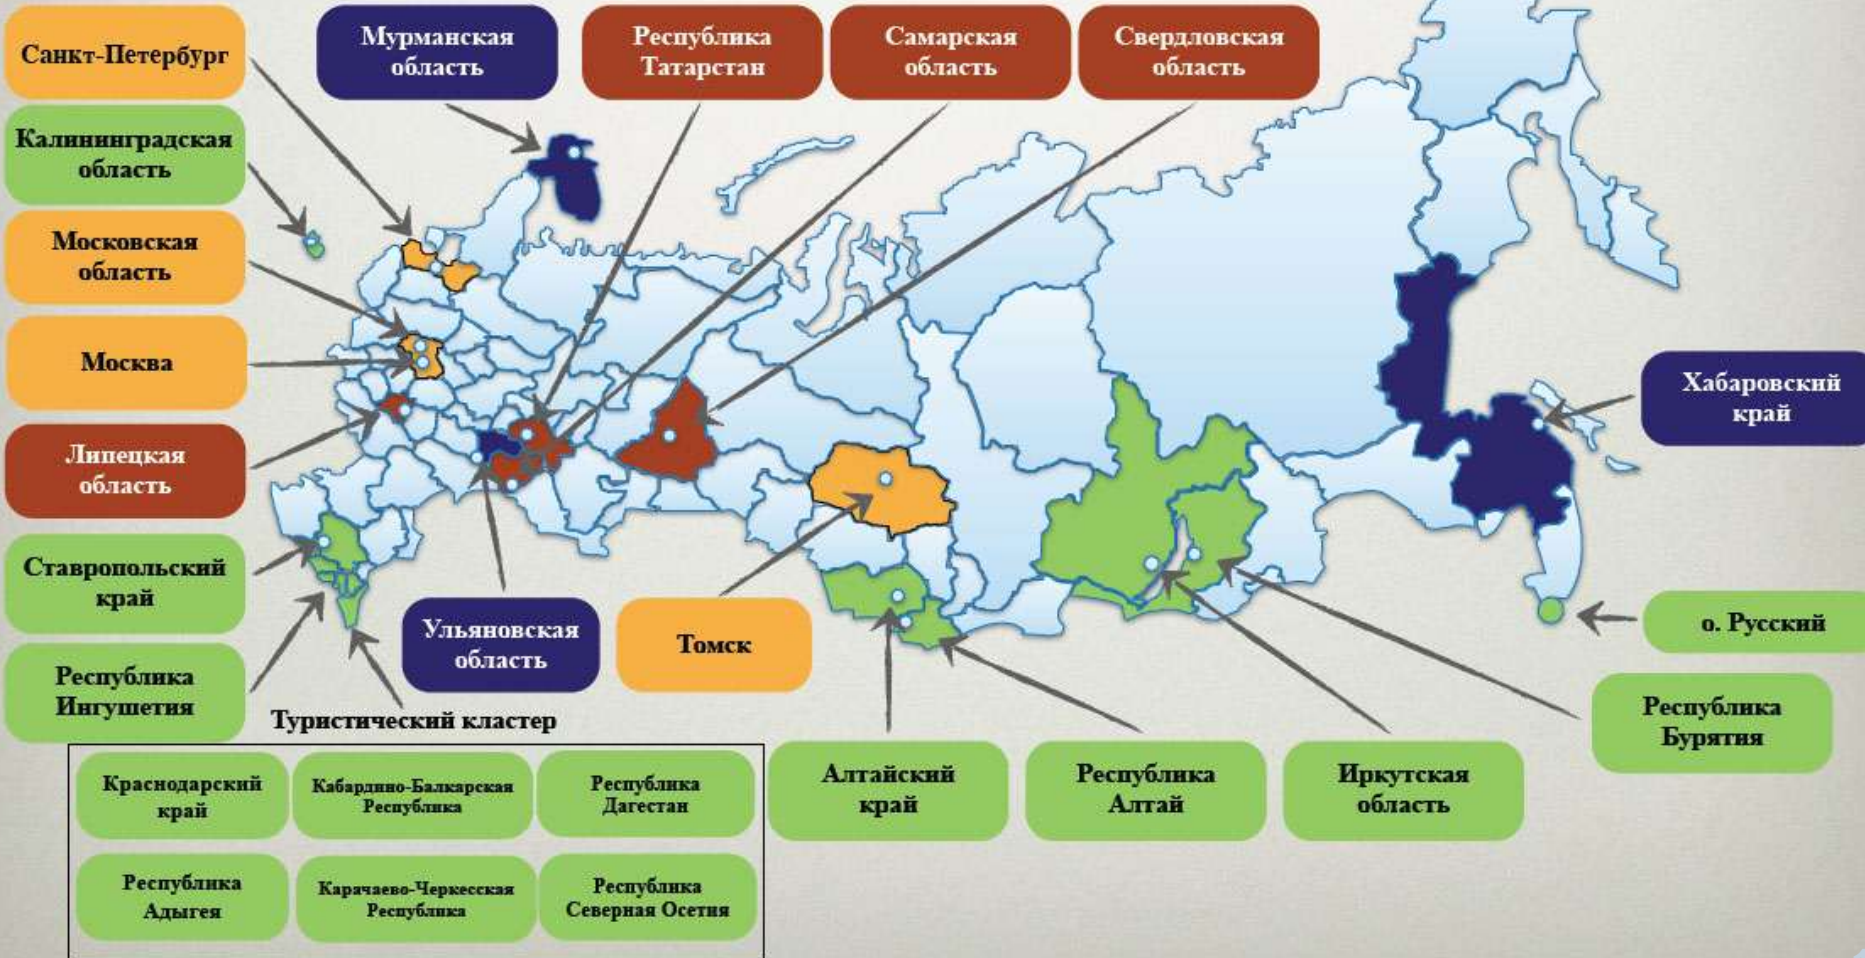 Санкт-Петербург
Мурманская
область
Республика
Татарстан
Самарская
область
Свердловская
область
Калининградская
область
Московская
область
Москва
Липецкая
область
Ставропольский
край
Республика
Ингушетия
Хабаровский
край
о. Русский
Республика
Бурятия
Ульяновская
область
Томск
Туристический кластер
Краснодарский
край
Кабардино-Балкарская
Республика
Республика
Дагестан
Республика
Адыгея
Карачаево-Черкесская
Республика
Республика
Северная Осетия
Алтайский
край
Республика
Алтай
Иркутская
область